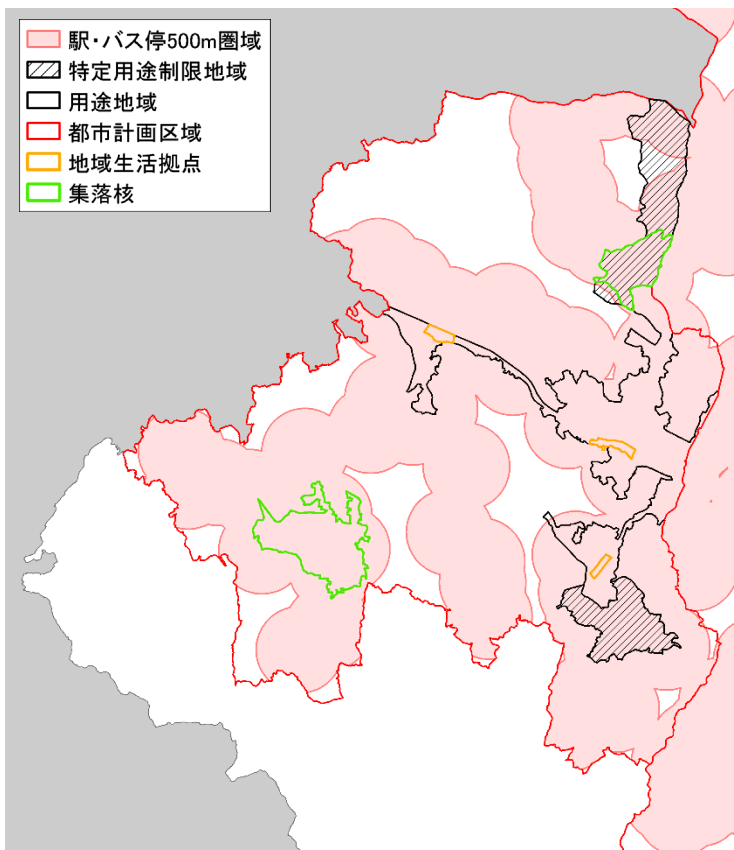 駅・バス停500m圏域
特定用途制限地域
用途地域
都市計画区域
地域生活拠点
集落核